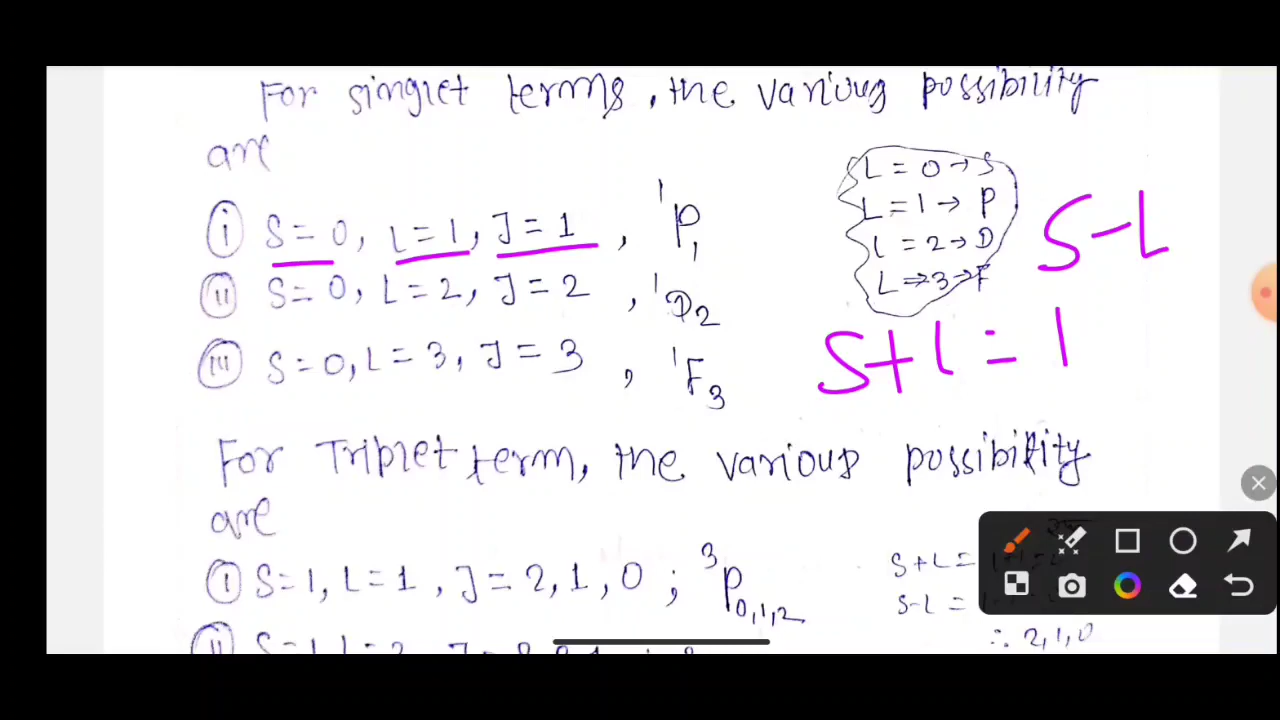 For singlet terms, the various possibility
are
(i) S=0, L=1, J=1, ¹P₁
(ii) S=0, L=2, J=2, ¹D₂
(iii) S=0, L=3, J=3, ¹F₃
L=0→S
L=1→P
L=2→D
L⇒3→F
S-L
S+L=1
For Triplet term, the various possibility
are
(i) S=1, L=1, J=2,1,0; ³P₀,₁,₂
S+L =
S-L =
∴ 2,1,0
(ii)